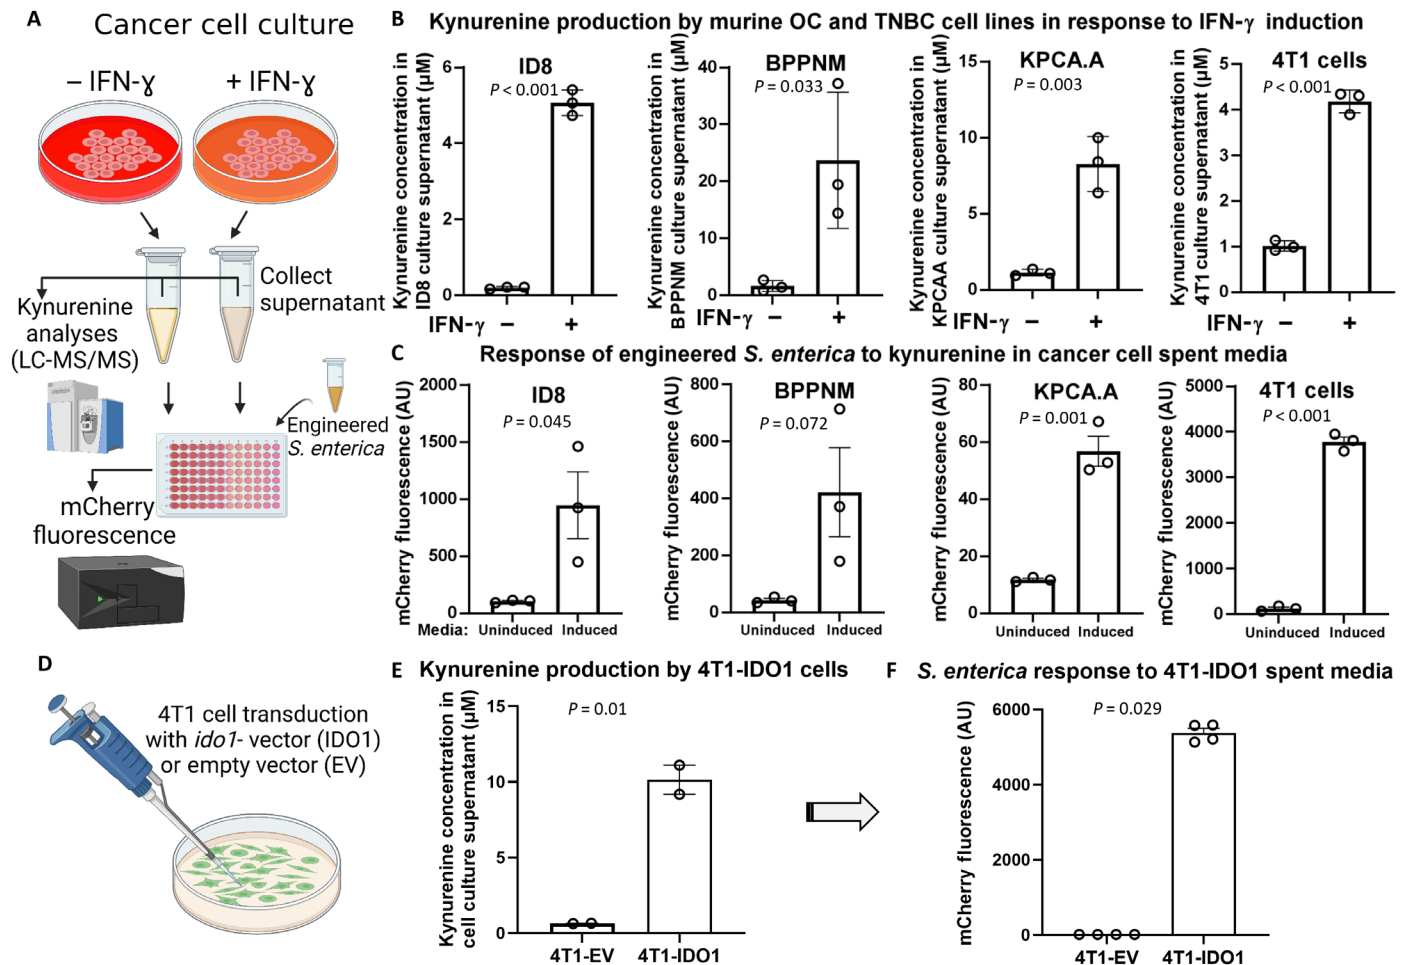 A
Cancer cell culture
– IFN-ɣ
+ IFN-ɣ
Collect
supernatant
Kynurenine
analyses
(LC-MS/MS)
Engineered
S. enterica
mCherry
fluorescence
B
Kynurenine production by murine OC and TNBC cell lines in response to IFN-γ induction
Kynurenine concentration in
ID8 culture supernatant (μM)
ID8
P < 0.001
6
4
2
0
IFN-γ – +
Kynurenine concentration in
BPPNM culture supernatant (μM)
BPPNM
P = 0.033
40
30
20
10
0
IFN-γ – +
Kynurenine concentration in
KPCAA culture supernatant (μM)
KPCA.A
P = 0.003
15
10
5
0
IFN-γ – +
Kynurenine concentration in
4T1 culture supernatant (μM)
4T1 cells
P < 0.001
5
4
3
2
1
0
IFN-γ – +
C
Response of engineered S. enterica to kynurenine in cancer cell spent media
mCherry fluorescence (AU)
ID8
P = 0.045
2000
1500
1000
500
0
Media: Uninduced Induced
mCherry fluorescence (AU)
BPPNM
P = 0.072
800
600
400
200
0
Uninduced Induced
mCherry fluorescence (AU)
KPCA.A
P = 0.001
80
60
40
20
0
Uninduced Induced
mCherry fluorescence (AU)
4T1 cells
P < 0.001
5000
4000
3000
2000
1000
0
Uninduced Induced
D
4T1 cell transduction
with ido1- vector (IDO1)
or empty vector (EV)
E
Kynurenine production by 4T1-IDO1 cells
Kynurenine concentration in
cell culture supernatant (μM)
P = 0.01
15
10
5
0
4T1-EV 4T1-IDO1
F
S. enterica response to 4T1-IDO1 spent media
mCherry fluorescence (AU)
P = 0.029
6000
4000
2000
0
4T1-EV 4T1-IDO1